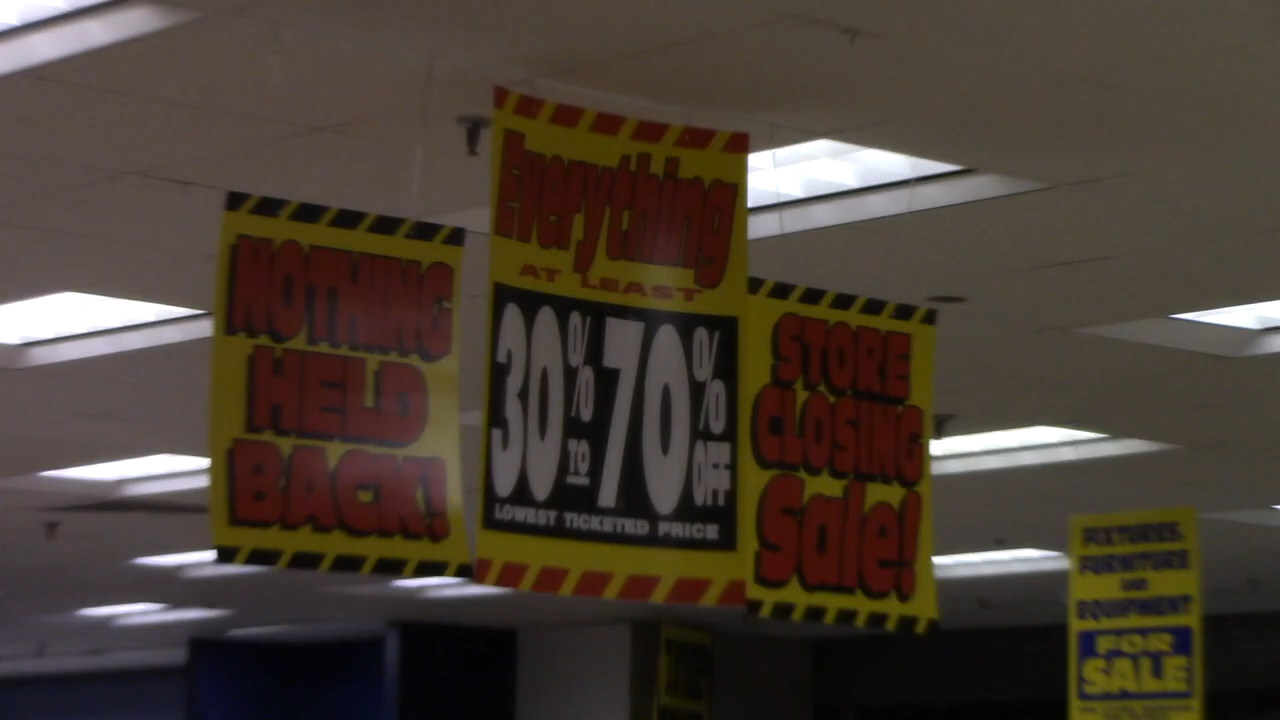 NOTHING
HELD
BACK!
Everything
AT LEAST
30% TO 70% OFF
LOWEST TICKETED PRICE
STORE
CLOSING
Sale!
FIXTURES,
FURNITURE
AND
EQUIPMENT
FOR
SALE